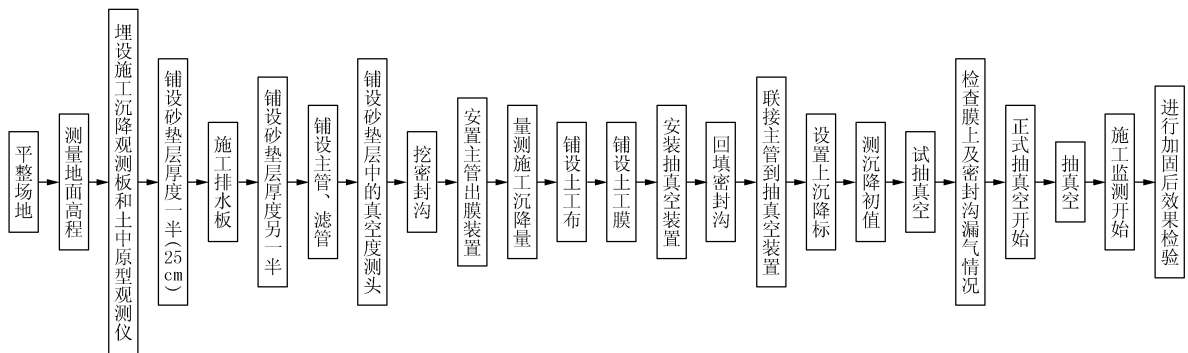 平整场地
测量地面高程
埋设施工沉降观测板和土中原型观测仪
铺设砂垫层厚度一半(25cm)
施工排水板
铺设砂垫层厚度另一半
铺设主管、滤管
铺设砂垫层中的真空度测头
挖密封沟
安置主管出膜装置
量测施工沉降量
铺设土工布
铺设土工膜
安装抽真空装置
回填密封沟
联接主管到抽真空装置
设置上沉降标
测沉降初值
试抽真空
检查膜上及密封沟漏气情况
正式抽真空开始
抽真空
施工监测开始
进行加固后效果检验